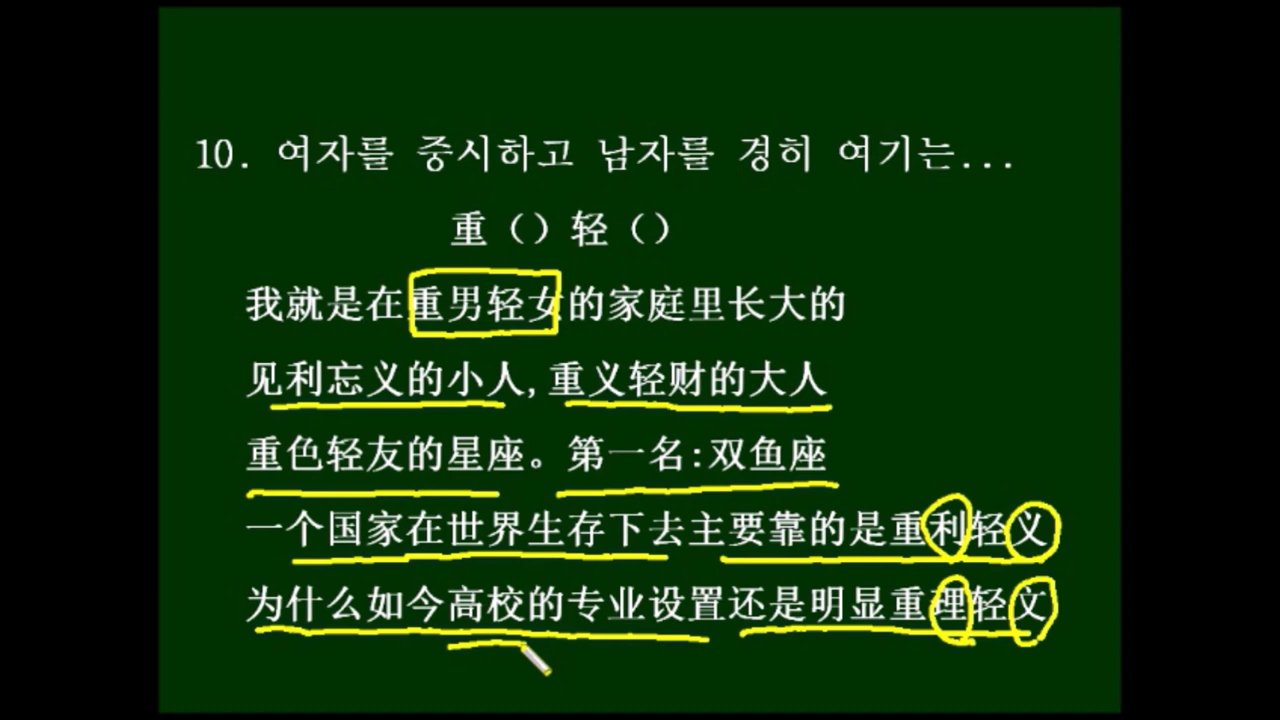 10. 여자를 중시하고 남자를 경히 여기는...
重（）轻（）
我就是在重男轻女的家庭里长大的
见利忘义的小人,重义轻财的大人
重色轻友的星座。第一名:双鱼座
一个国家在世界生存下去主要靠的是重利轻义
为什么如今高校的专业设置还是明显重理轻文